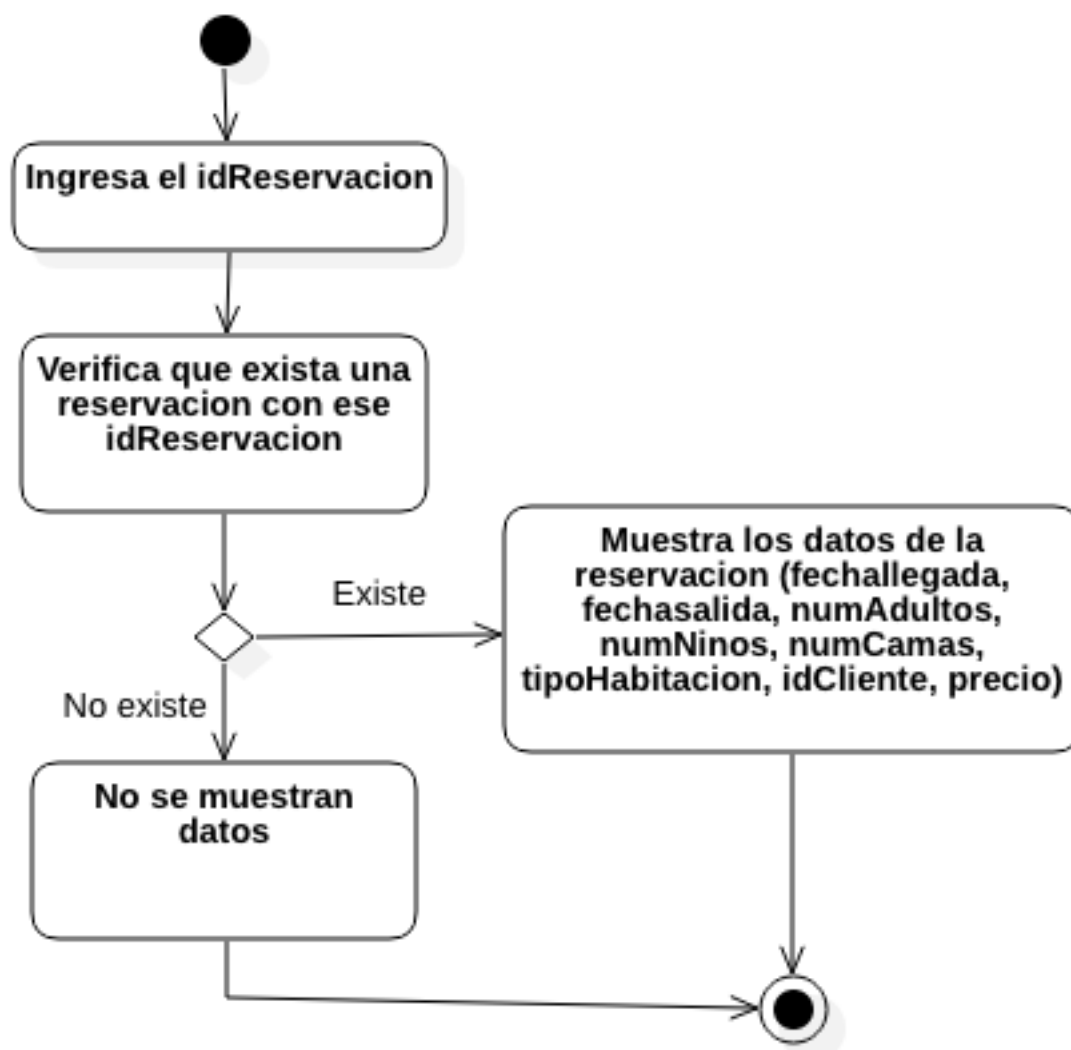 Ingresa el idReservacion
Verifica que exista una
reservacion con ese
idReservacion
Existe
Muestra los datos de la
reservacion (fechallegada,
fechasalida, numAdultos,
numNinos, numCamas,
tipoHabitacion, idCliente, precio)
No existe
No se muestran
datos